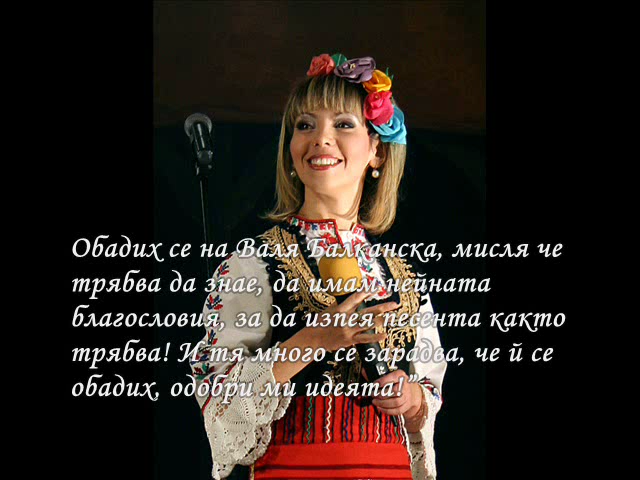 Обадих се на Валя Балканска, мисля че
трябва да знае, да имам нейната
благословия, за да изпея песента както
трябва! И тя много се зарадва, че й се
обадих, одобри ми идеята!"